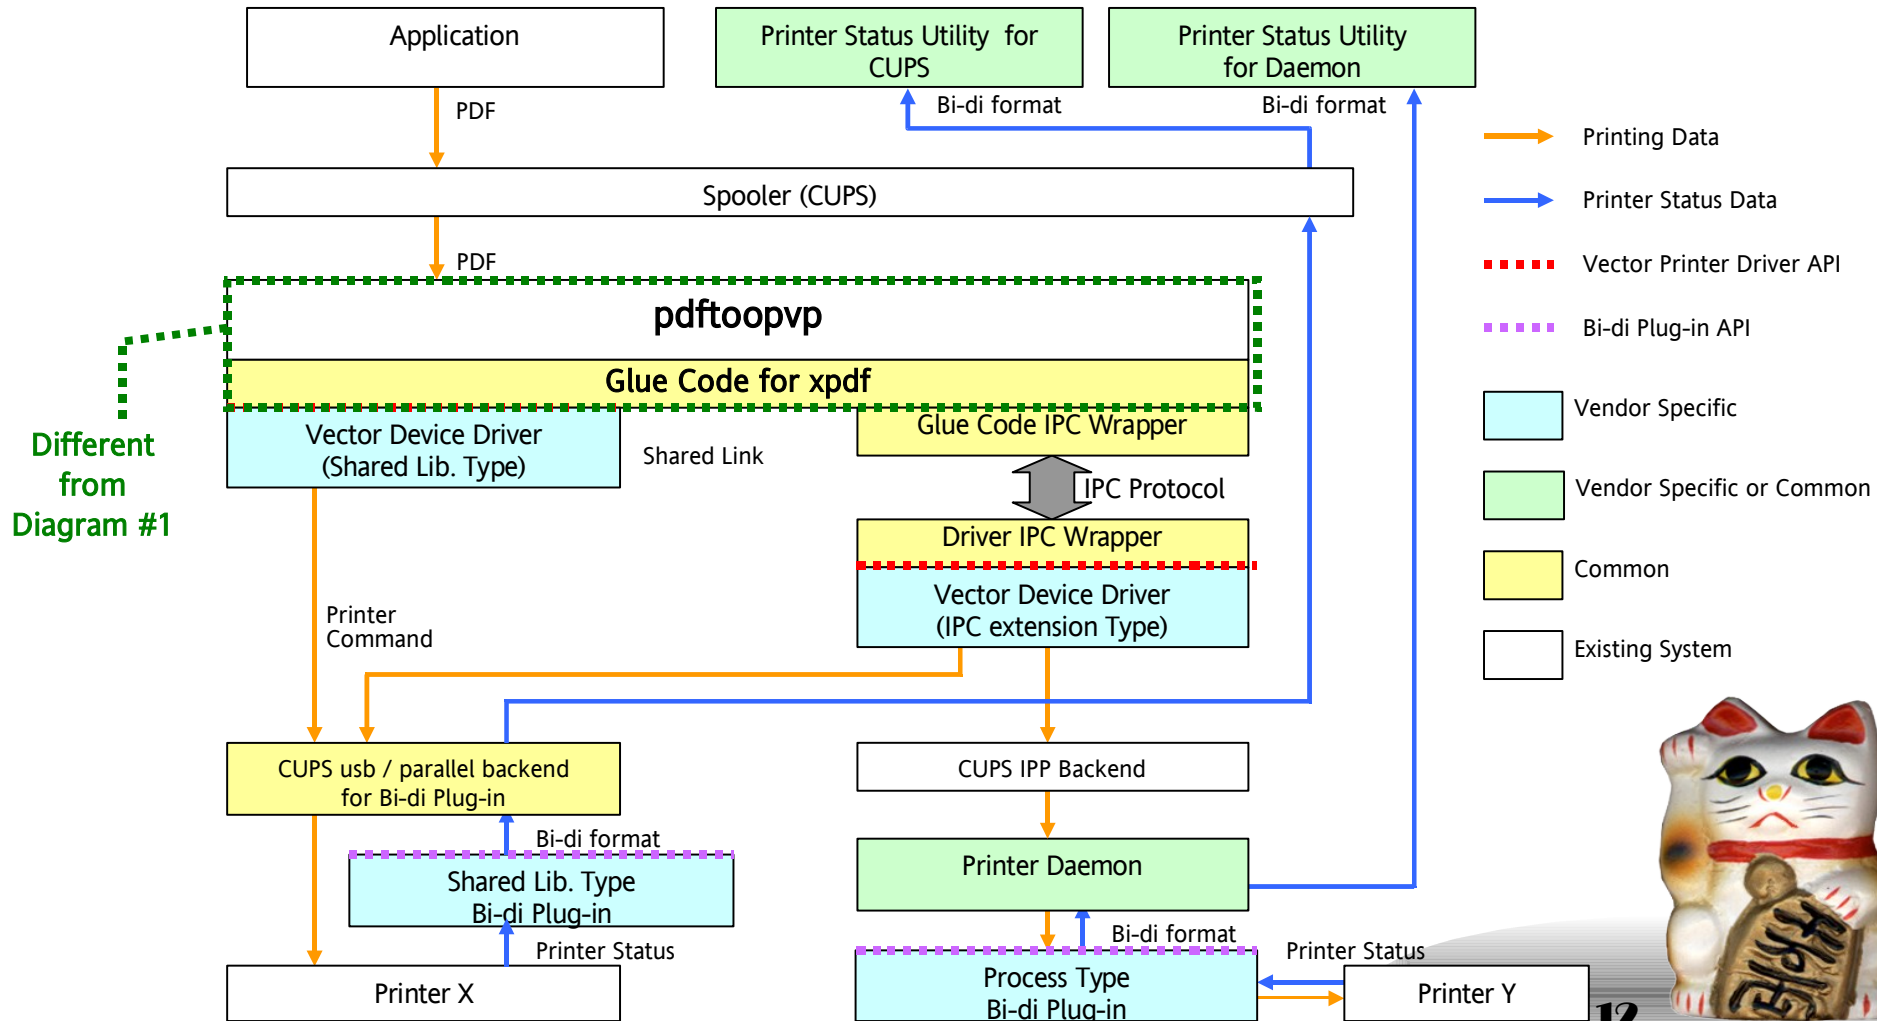 Application
Printer Status Utility for
CUPS
Printer Status Utility
for Daemon
PDF
Bi-di format
Bi-di format
Spooler (CUPS)
PDF
pdftoopvp
Glue Code for xpdf
Different
from
Diagram #1
Vector Device Driver
(Shared Lib. Type)
Shared Link
Glue Code IPC Wrapper
IPC Protocol
Driver IPC Wrapper
Vector Device Driver
(IPC extension Type)
Printer
Command
CUPS usb / parallel backend
for Bi-di Plug-in
CUPS IPP Backend
Bi-di format
Shared Lib. Type
Bi-di Plug-in
Printer Daemon
Printer Status
Bi-di format
Printer X
Process Type
Bi-di Plug-in
Printer Status
Printer Y
Printing Data
Printer Status Data
Vector Printer Driver API
Bi-di Plug-in API
Vendor Specific
Vendor Specific or Common
Common
Existing System
12